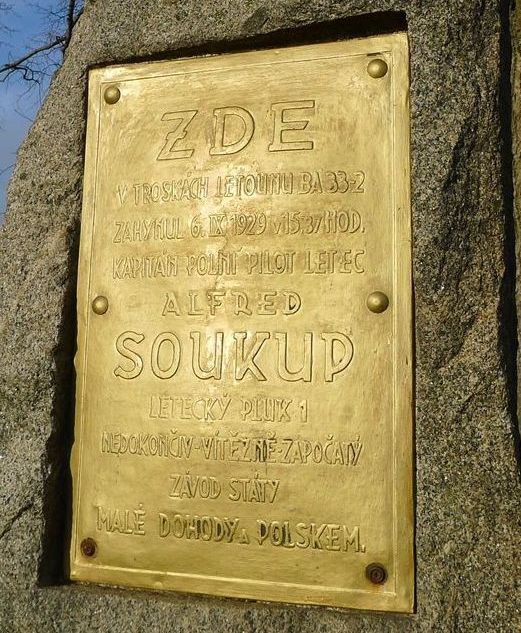 ZDE
V TROSKÁCH LETOUNU BA 33-2
ZAHYNUL 6. IX 1929 V 15:37 HOD.
KAPITÁN POLNÍ PILOT LETEC
ALFRED
SOUKUP
LETECKÝ PLUK 1
NEDOKONČIV-VÍTĚZNĚ-ZAPOČATÝ
ZÁVOD STÁTŮ
MALÉ DOHODY A POLSKEM.